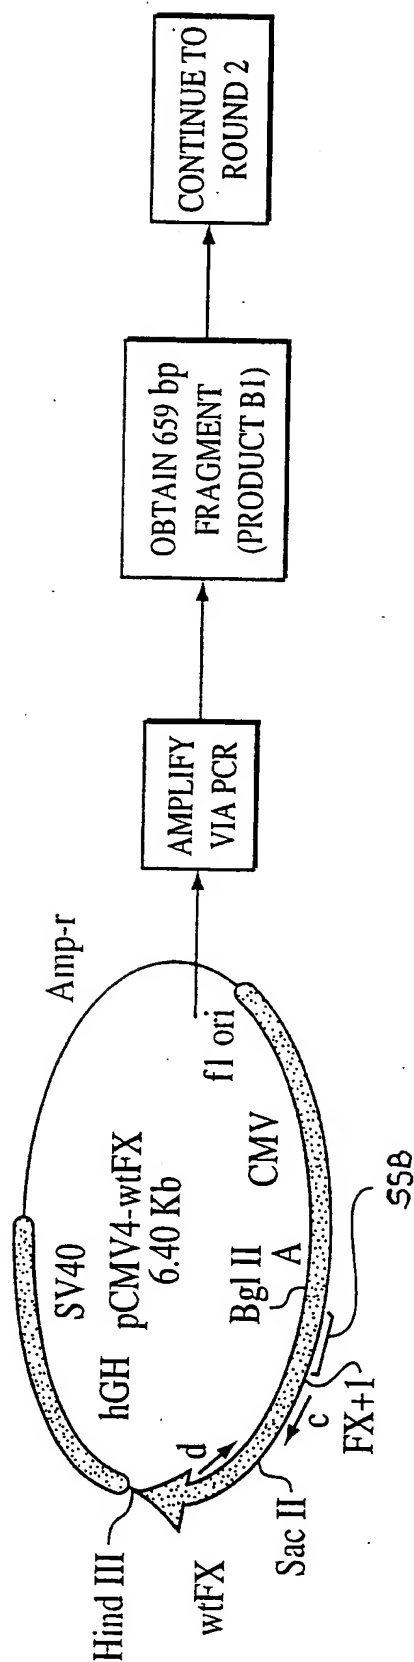 Hind III
wtFX
Sac II
d
c
FX+1
55B
hGH
SV40
pCMV4-wtFX
6.40 Kb
Bgl II
A
CMV
f1 ori
Amp-r
AMPLIFY
VIA PCR
OBTAIN 659 bp
FRAGMENT
(PRODUCT B1)
CONTINUE TO
ROUND 2